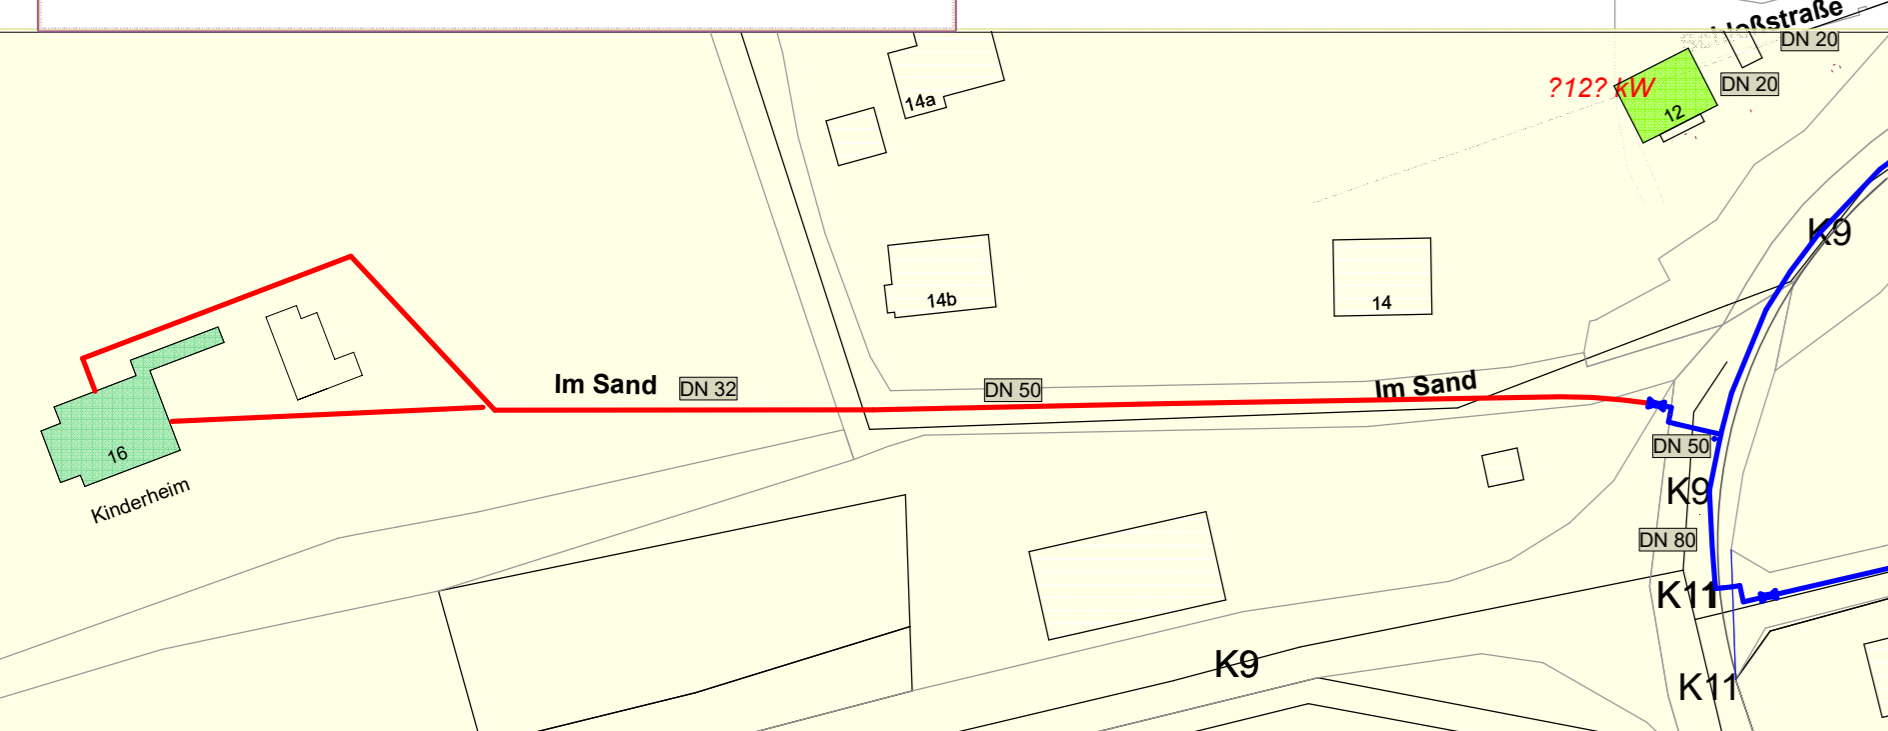 DN 20
DN 20
?12? kW
12
14a
K9
14b
14
Im Sand
DN 32
DN 50
Im Sand
DN 50
16
Kinderheim
K9
DN 80
K11
K9
K11